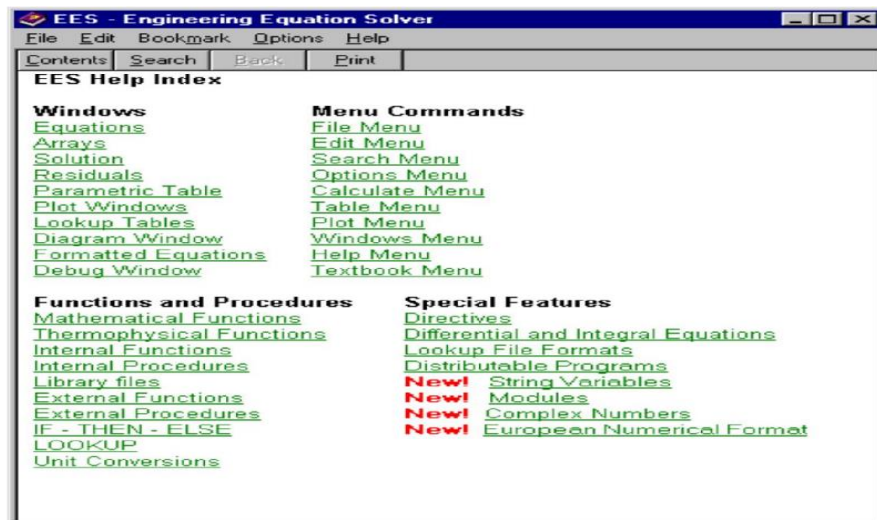 EES - Engineering Equation Solver
File Edit Bookmark Options Help
Contents Search Back Print
EES Help Index
Windows
Equations
Arrays
Solution
Residuals
Parametric Table
Plot Windows
Lookup Tables
Diagram Window
Formatted Equations
Debug Window
Menu Commands
File Menu
Edit Menu
Search Menu
Options Menu
Calculate Menu
Table Menu
Plot Menu
Windows Menu
Help Menu
Textbook Menu
Functions and Procedures
Mathematical Functions
Thermophysical Functions
Internal Functions
Internal Procedures
Library files
External Functions
External Procedures
IF - THEN - ELSE
LOOKUP
Unit Conversions
Special Features
Directives
Differential and Integral Equations
Lookup File Formats
Distributable Programs
New! String Variables
New! Modules
New! Complex Numbers
New! European Numerical Format